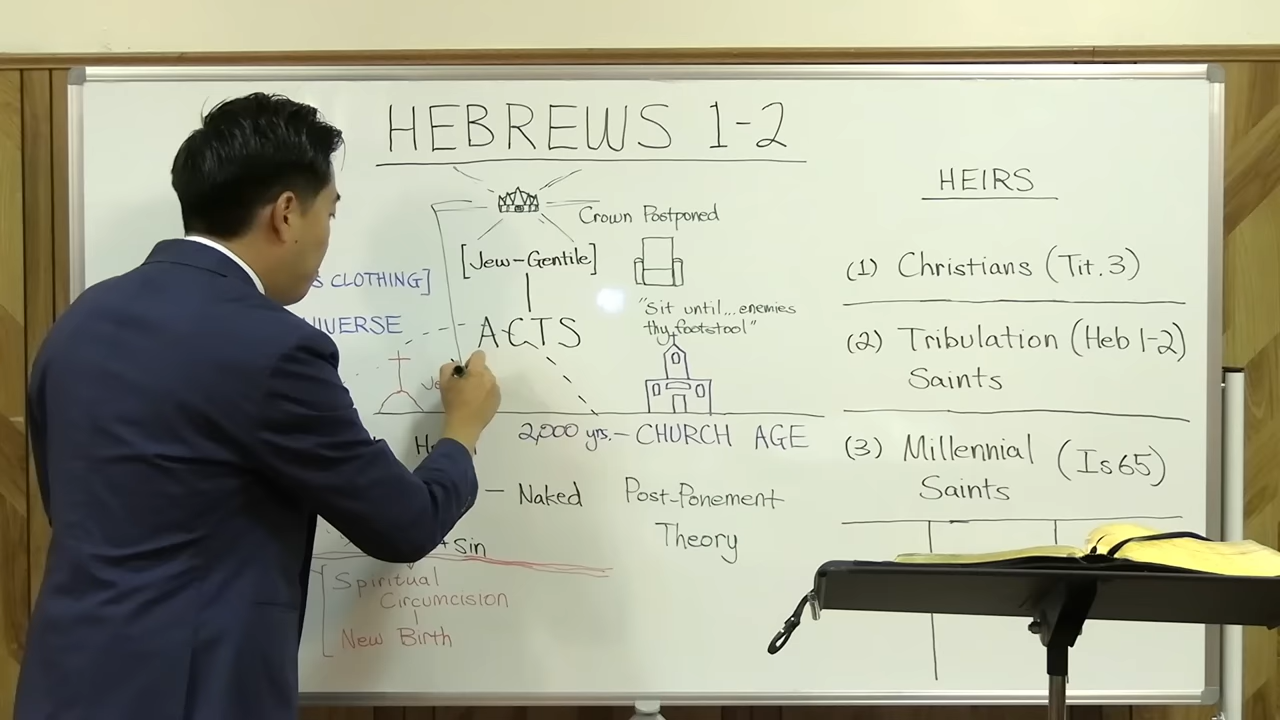 HEBREWS 1-2
Crown Postponed
[Jew-Gentile]
CLOTHING]
"Sit until... enemies
thy footstool"
ACTS
2,000 yrs. - CHURCH AGE
- Naked
Post-Ponement
Theory
+ Sin
Spiritual
Circumcision
New Birth
HEIRS
(1) Christians (Tit. 3)
(2) Tribulation (Heb 1-2)
Saints
(3) Millennial (Is 65)
Saints